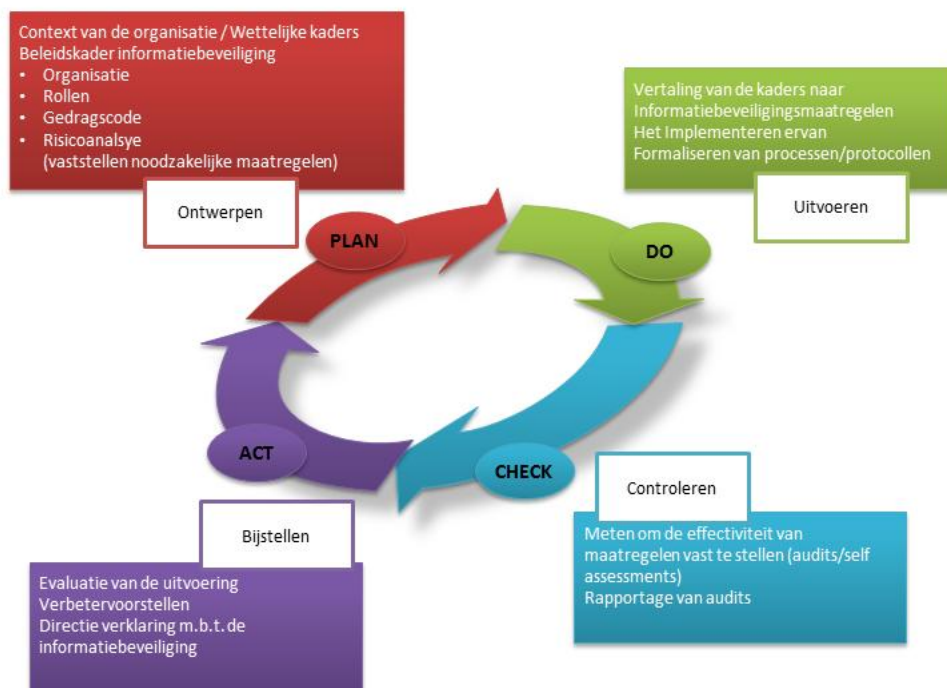 Context van de organisatie / Wettelijke kaders
Beleidskader informatiebeveiliging
• Organisatie
• Rollen
• Gedragscode
• Risicoanalsye
(vaststellen noodzakelijke maatregelen)
Ontwerpen
PLAN
Vertaling van de kaders naar
Informatiebeveiligingsmaatregelen
Het Implementeren ervan
Formaliseren van processen/protocollen
Uitvoeren
DO
CHECK
Controleren
Meten om de effectiviteit van
maatregelen vast te stellen (audits/self
assessments)
Rapportage van audits
ACT
Bijstellen
Evaluatie van de uitvoering
Verbetervoorstellen
Directie verklaring m.b.t. de
informatiebeveiliging